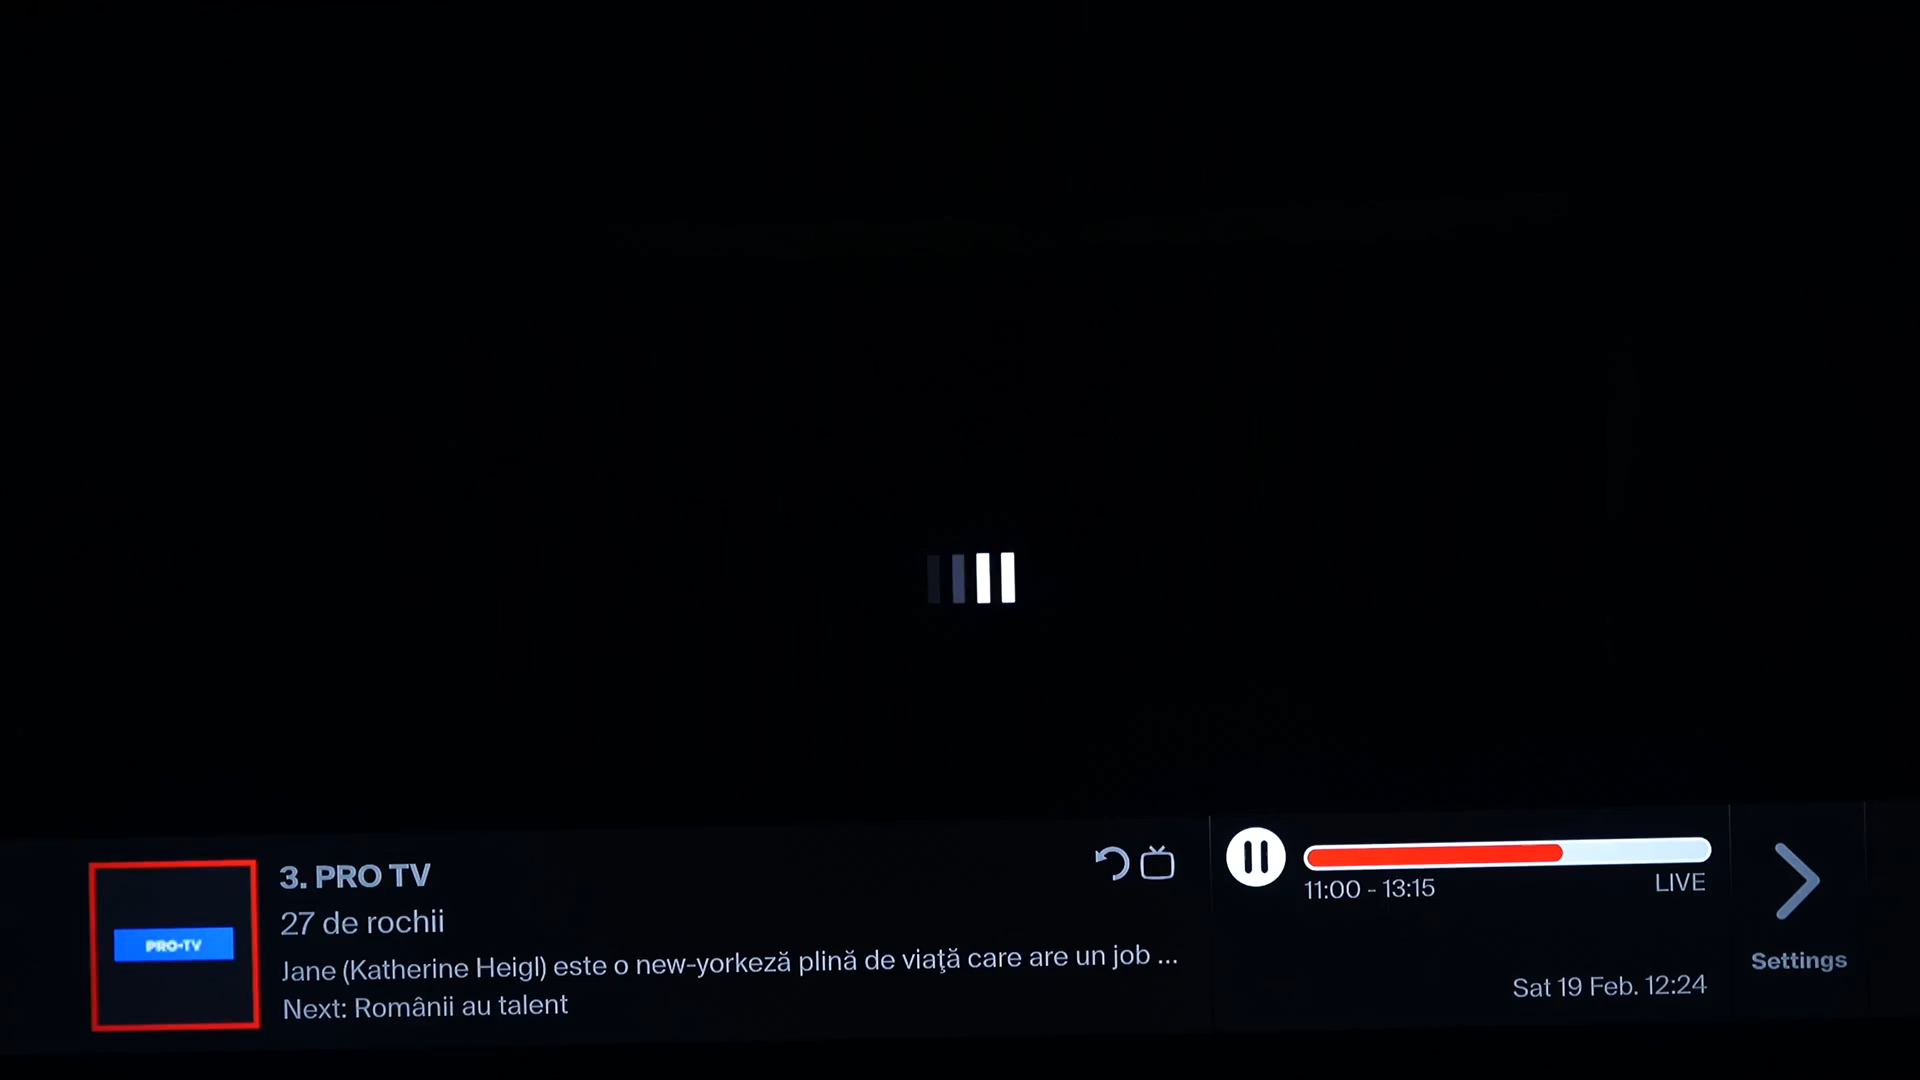 3. PRO TV
27 de rochii
Jane (Katherine Heigl) este o new-yorkeză plină de viaţă care are un job ...
Next: Românii au talent
PRO•TV
11:00 - 13:15
LIVE
Sat 19 Feb. 12:24
Settings